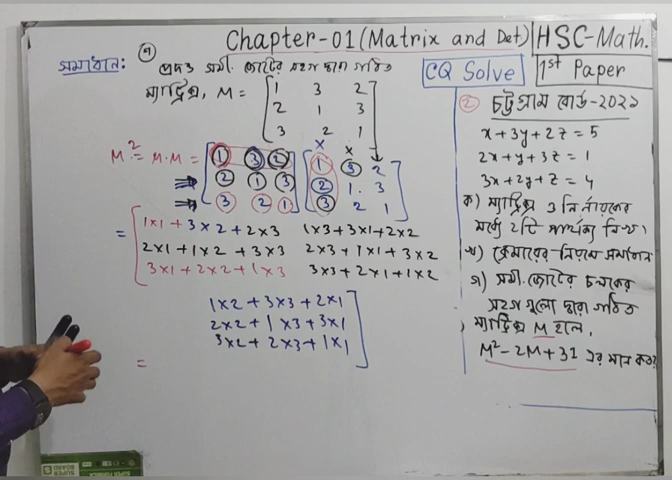 Chapter-01 (Matrix and Det) HSC-Math.
1st Paper
CQ Solve
সমাধান: গ প্রদত্ত সমী. জোটের সহগ দ্বারা গঠিত
ম্যাট্রিক্স, M = [1 3 2
2 1 3
3 2 1]
M² = M·M = [1 3 2 [1 3 2
2 1 3 2 1 3
3 2 1] 3 2 1]
= [1×1+3×2+2×3 1×3+3×1+2×2
2×1+1×2+3×3 2×3+1×1+3×2
3×1+2×2+1×3 3×3+2×1+1×2
1×2+3×3+2×1
2×2+1×3+3×1
3×2+2×3+1×1]
=
2 চট্টগ্রাম বোর্ড-2021
x+3y+2z=5
2x+y+3z=1
3x+2y+z=4
ক) ম্যাট্রিক্স ও নির্ণায়কের
মধ্যে 2টি পার্থক্য লিখ।
খ) ক্রেমারের নিয়মে সমাধান
গ) সমী. জোটের চলকের
সহগ গুলো দ্বারা গঠিত
ম্যাট্রিক্স M হলে,
M²-2M+3I এর মান কত?
SUPER BOARD